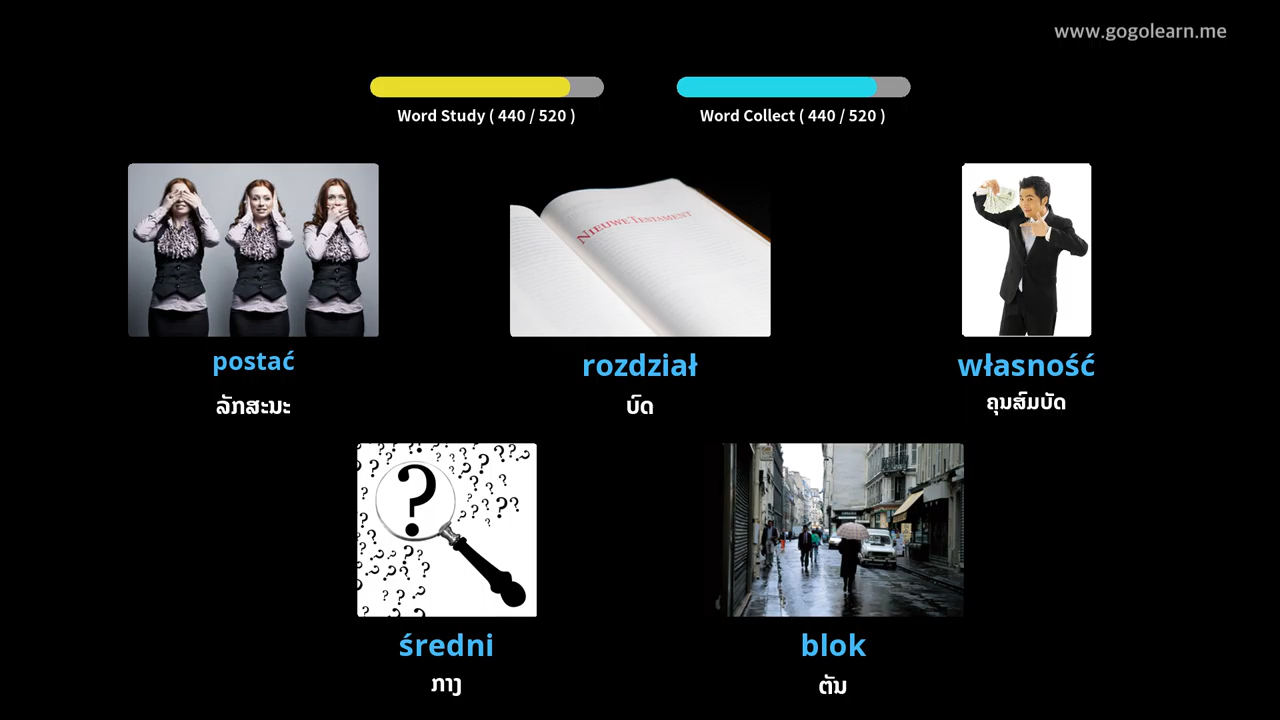 www.gogolearn.me
Word Study ( 440 / 520 )
Word Collect ( 440 / 520 )
NIEUWE TESTAMENT
postać
ລັກສະນະ
rozdział
ບົດ
własność
ຄຸນສົມບັດ
średni
ກາງ
blok
ຕັນ